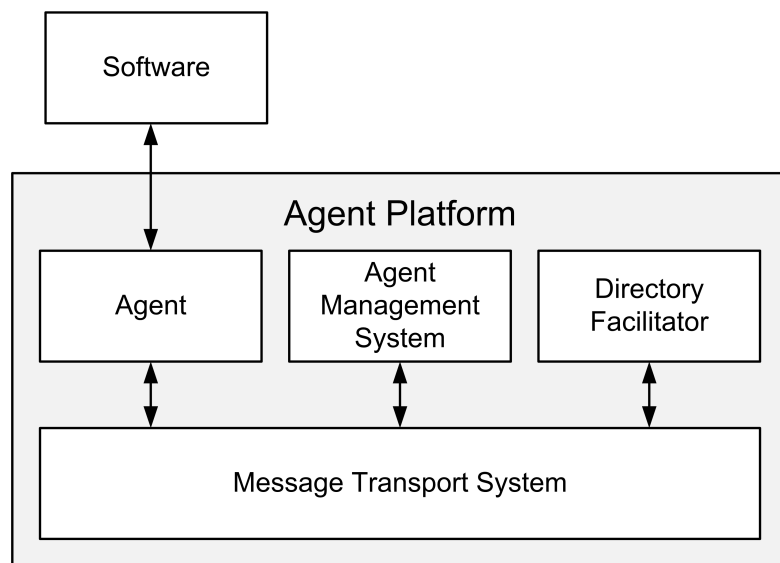 Software
Agent Platform
Agent
Agent
Management
System
Directory
Facilitator
Message Transport System